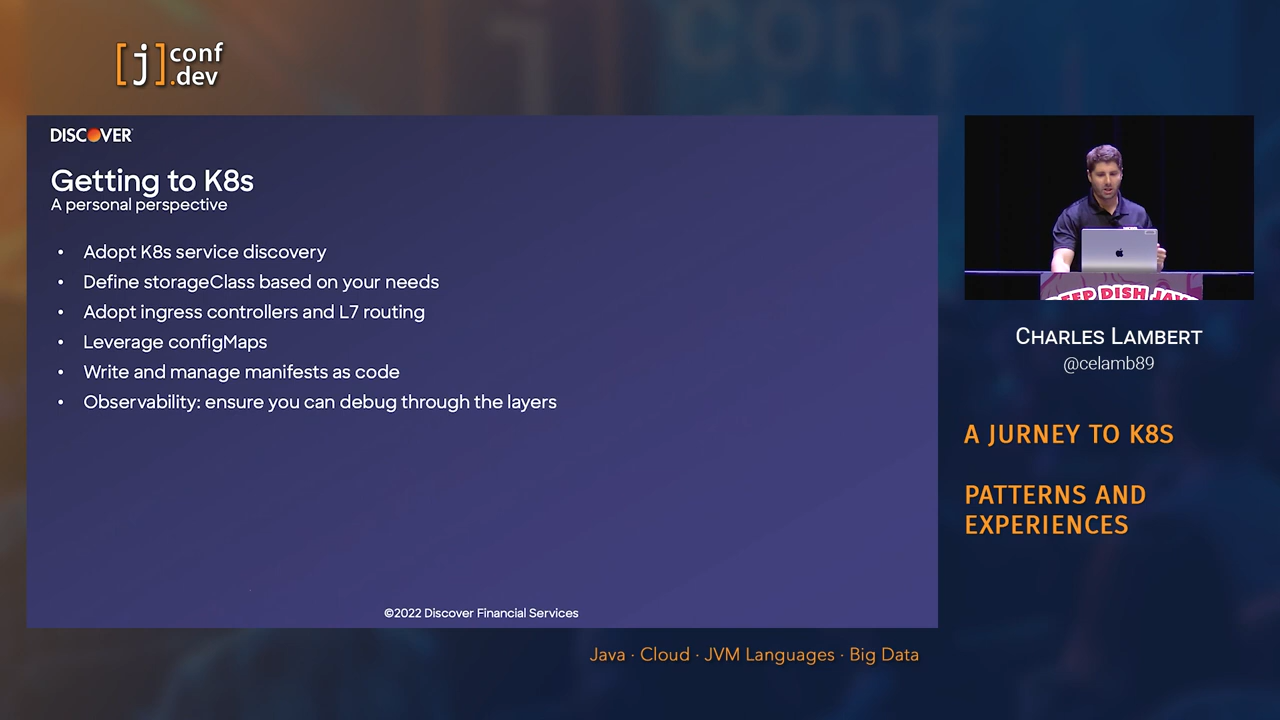 [j]conf
.dev
DISCOVER
Getting to K8s
A personal perspective
• Adopt K8s service discovery
• Define storageClass based on your needs
• Adopt ingress controllers and L7 routing
• Leverage configMaps
• Write and manage manifests as code
• Observability: ensure you can debug through the layers
©2022 Discover Financial Services
DEEP DISH JAVA
CHARLES LAMBERT
@celamb89
A JURNEY TO K8S
PATTERNS AND
EXPERIENCES
Java · Cloud · JVM Languages · Big Data